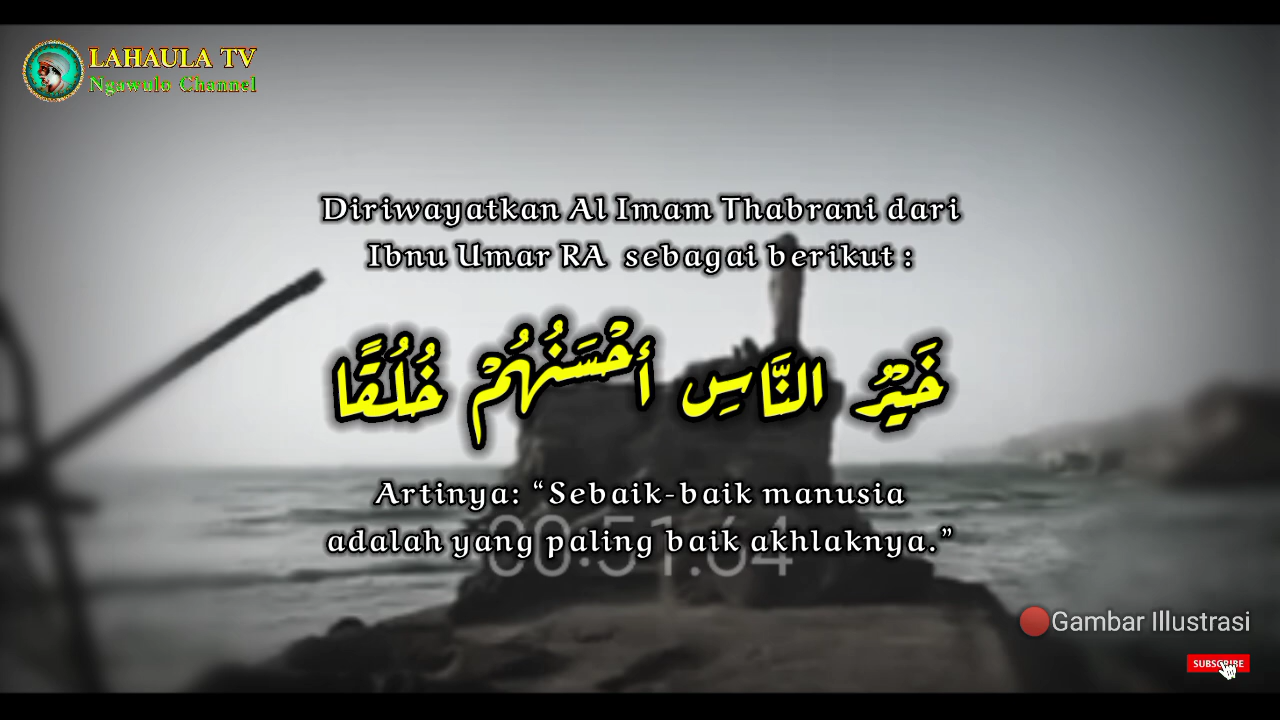 LAHAULA TV
Ngawulo Channel
Diriwayatkan Al Imam Thabrani dari
Ibnu Umar RA sebagai berikut :
خَيْرُ النَّاسِ أَحْسَنُهُمْ خُلُقًا
Artinya: “Sebaik-baik manusia
adalah yang paling baik akhlaknya.”
00:51.64
Gambar Illustrasi
SUBSCRIBE